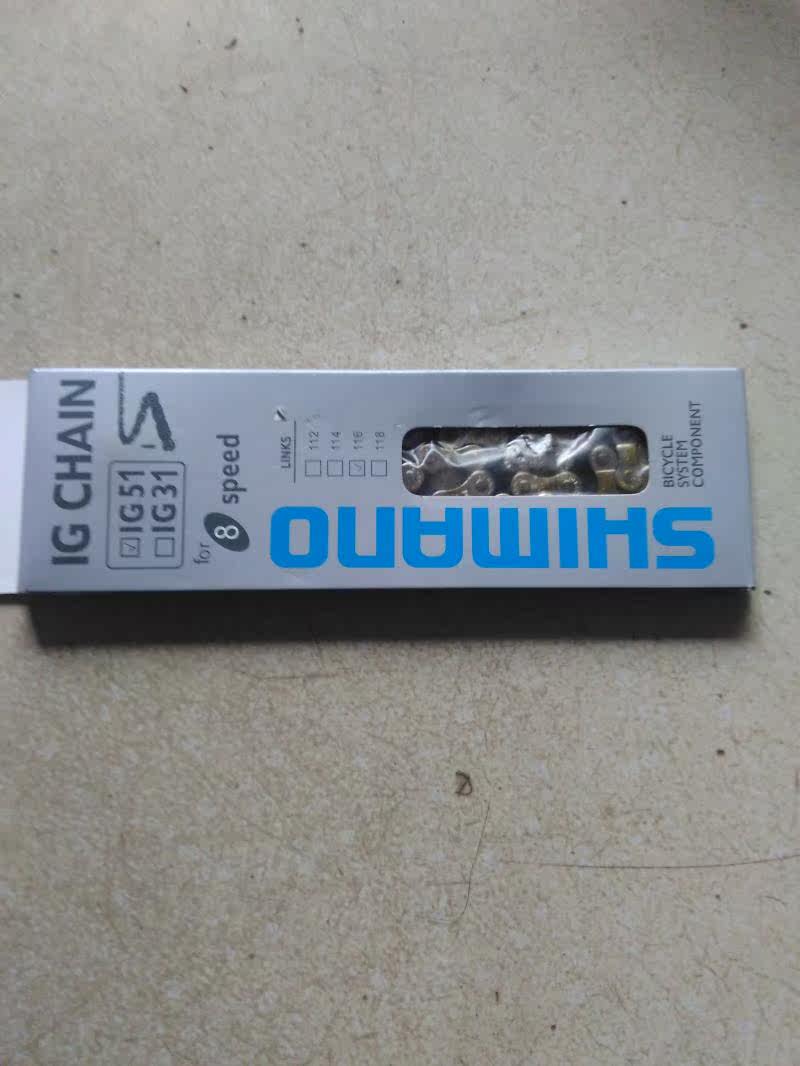 IG CHAIN
IG51
IG31
for 8 speed
LINKS
112
114
116
118
SHIMANO
BICYCLE
SYSTEM
COMPONENT